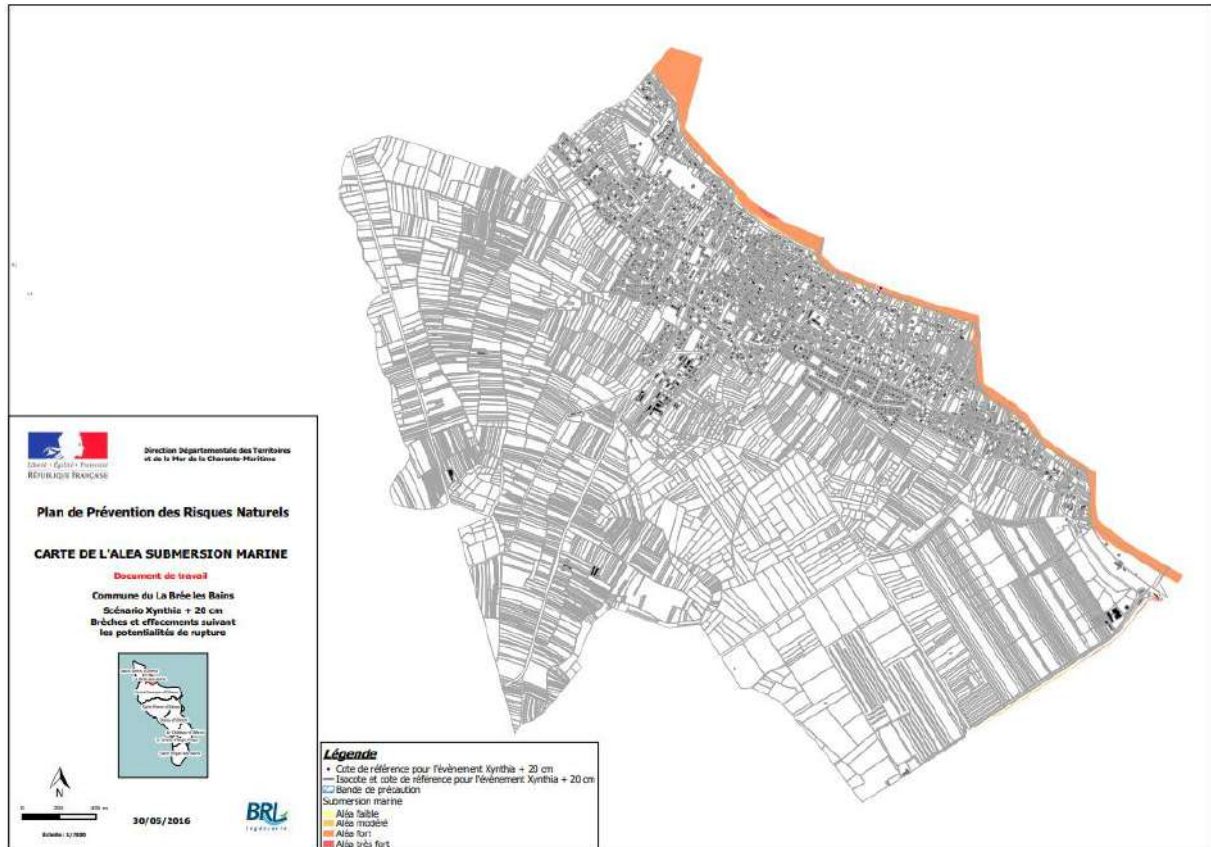 Liberté • Égalité • Fraternité
RÉPUBLIQUE FRANÇAISE
Direction Départementale des Territoires
et de la Mer de la Charente-Maritime
Plan de Prévention des Risques Naturels
CARTE DE L'ALEA SUBMERSION MARINE
Document de travail
Commune du La Brée les Bains
Scénario Xynthia + 20 cm
Brèches et effacements suivant
les potentialités de rupture
N
0
30/05/2016
BRL
Ingénierie
Légende
Cote de référence pour l'évènement Xynthia + 20 cm
Isocote et cote de référence pour l'évènement Xynthia + 20 cm
Bande de précaution
Submersion marine
Aléa faible
Aléa modéré
Aléa fort
Aléa très fort